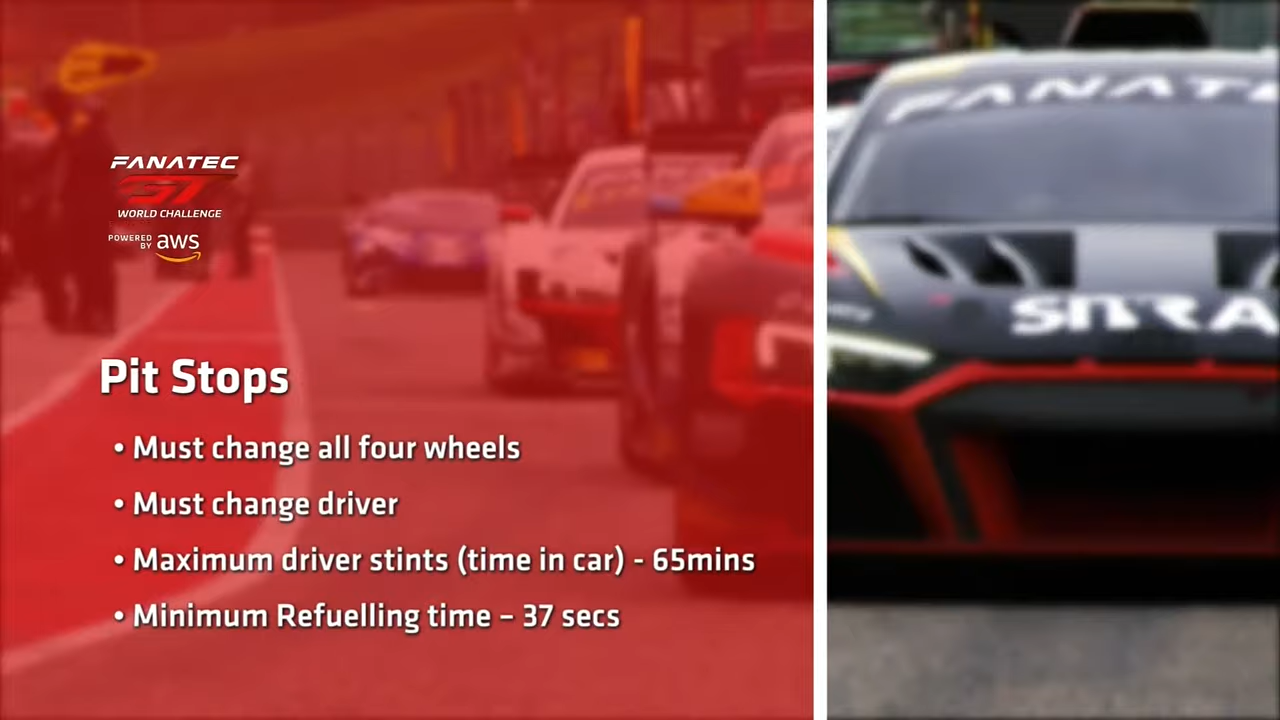 FANATEC
GT
WORLD CHALLENGE
POWERED BY aws
Pit Stops
• Must change all four wheels
• Must change driver
• Maximum driver stints (time in car) - 65mins
• Minimum Refuelling time – 37 secs
FANATE